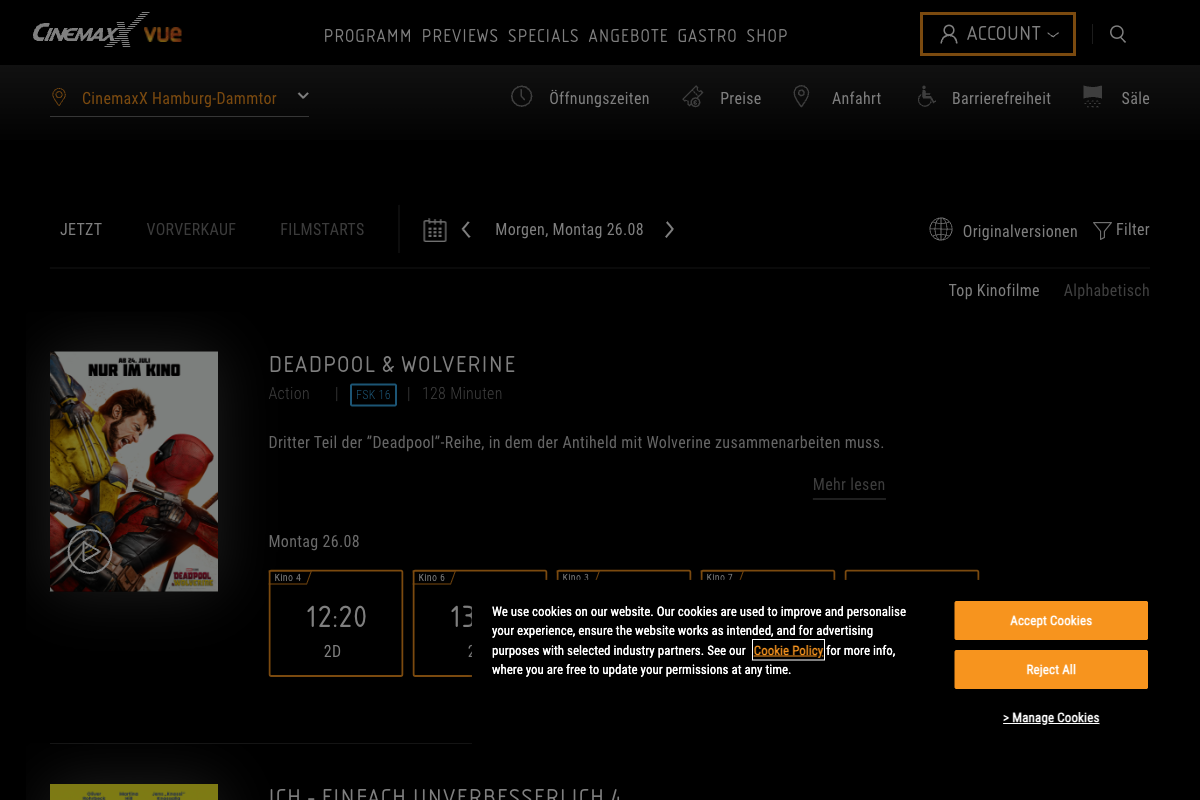 CINEMAXX vue
PROGRAMM PREVIEWS SPECIALS ANGEBOTE GASTRO SHOP
ACCOUNT
CinemaxX Hamburg-Dammtor
Öffnungszeiten
Preise
Anfahrt
Barrierefreiheit
Säle
JETZT
VORVERKAUF
FILMSTARTS
Morgen, Montag 26.08
Originalversionen
Filter
Top Kinofilme
Alphabetisch
AB 24. JULI
NUR IM KINO
DEADPOOL
DEADPOOL & WOLVERINE
Action | FSK 16 | 128 Minuten
Dritter Teil der “Deadpool”-Reihe, in dem der Antiheld mit Wolverine zusammenarbeiten muss.
Mehr lesen
Montag 26.08
Kino 4
12:20
2D
Kino 6
13
Kino 3
Kino 7
We use cookies on our website. Our cookies are used to improve and personalise
your experience, ensure the website works as intended, and for advertising
purposes with selected industry partners. See our Cookie Policy for more info,
where you are free to update your permissions at any time.
Accept Cookies
Reject All
> Manage Cookies
ICH - EINFACH UNVERBESSERLICH 4